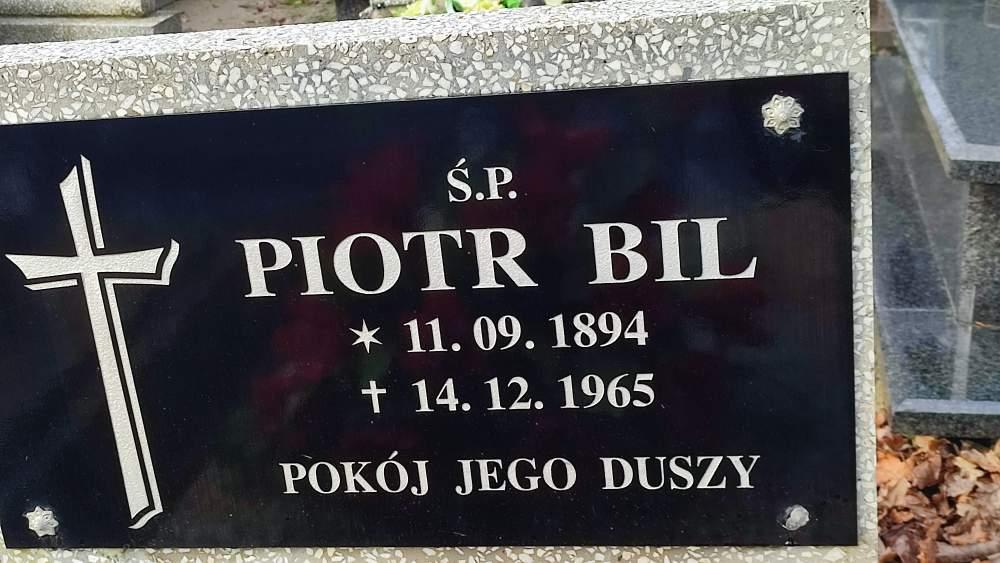 Ś.P.
PIOTR BIL
✶ 11. 09. 1894
✝ 14. 12. 1965
POKÓJ JEGO DUSZY